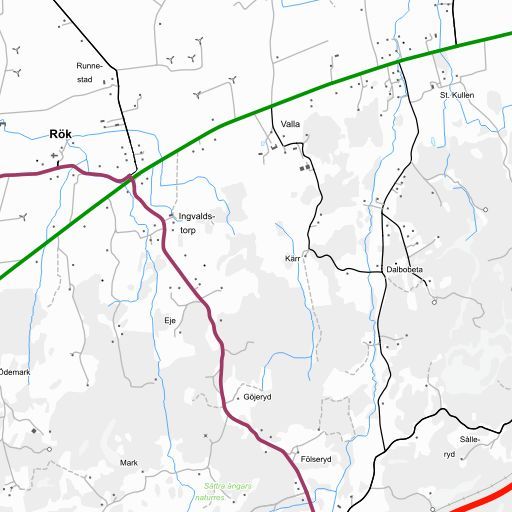 Runne-
stad
St. Kullen
Valla
Rök
Ingvalds-
torp
Kärr
Dalbobeta
Eje
Ödemark
Göjeryd
Sälle-
ryd
Mark
Fölseryd
Sättra ängars
naturres